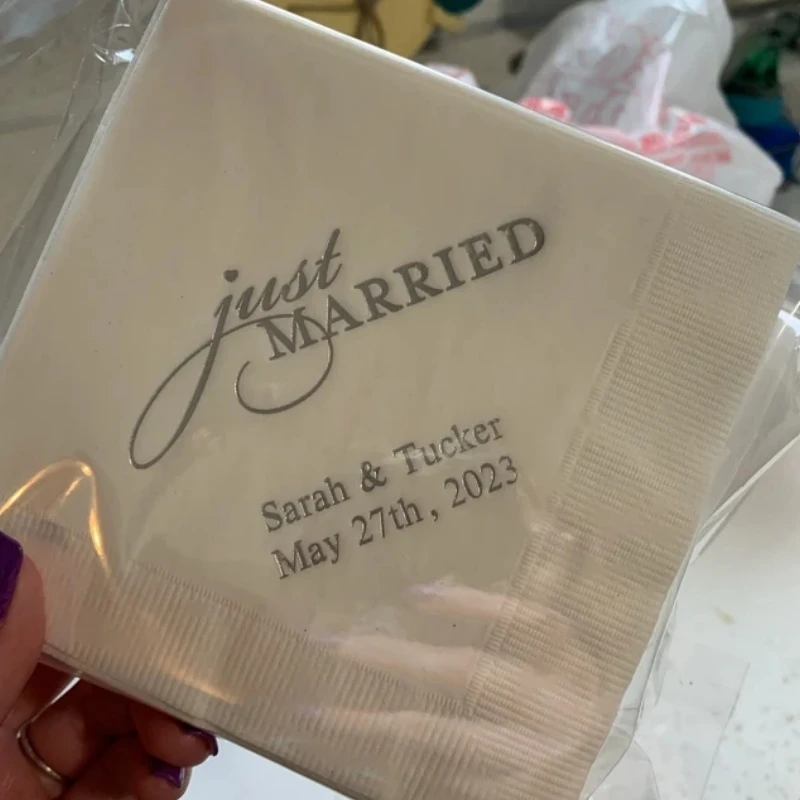 just
MARRIED
Sarah & Tucker
May 27th, 2023